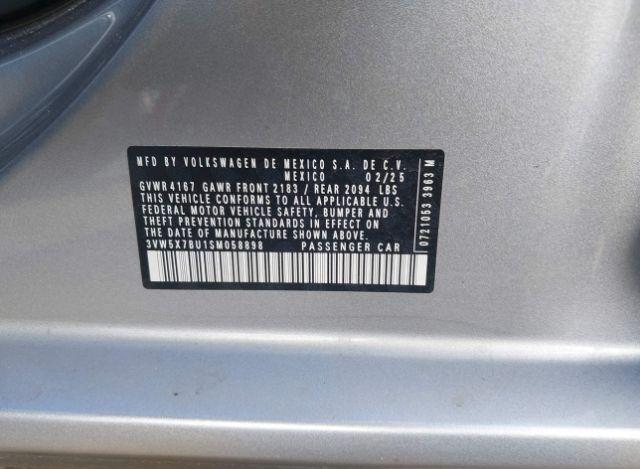 MFD BY VOLKSWAGEN DE MEXICO S.A. DE C.V.
MEXICO 02/25
GVWR 4167 GAWR FRONT 2183 / REAR 2094 LBS
THIS VEHICLE CONFORMS TO ALL APPLICABLE U.S.
FEDERAL MOTOR VEHICLE SAFETY, BUMPER AND
THEFT PREVENTION STANDARDS IN EFFECT ON
THE DATE OF MANUFACTURE SHOWN ABOVE
3VW5X7BU1SM058898 PASSENGER CAR
0721053 3963 M